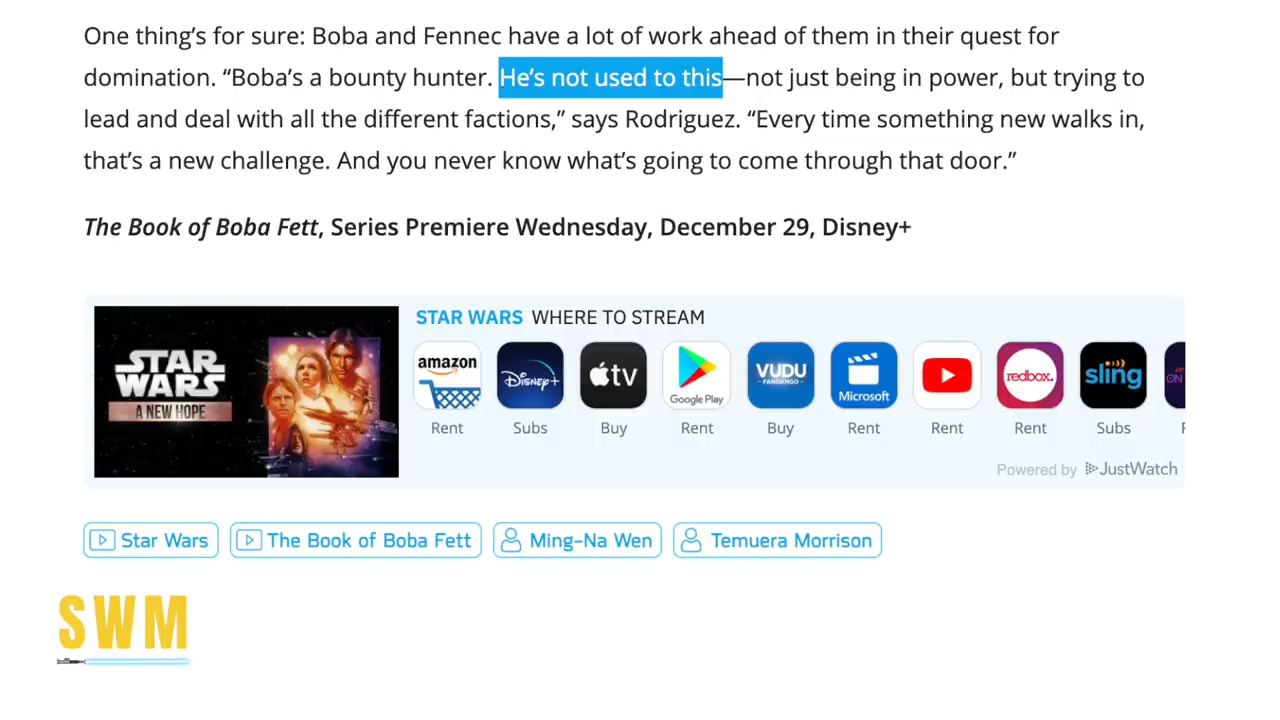 One thing’s for sure: Boba and Fennec have a lot of work ahead of them in their quest for
domination. “Boba’s a bounty hunter. He’s not used to this—not just being in power, but trying to
lead and deal with all the different factions,” says Rodriguez. “Every time something new walks in,
that’s a new challenge. And you never know what’s going to come through that door.”
The Book of Boba Fett, Series Premiere Wednesday, December 29, Disney+
STAR WARS WHERE TO STREAM
STAR
WARS
A NEW HOPE
amazon
Disney+
tv
Google Play
VUDU
FANDANGO
Microsoft
redbox.
sling
ON
Rent Subs Buy Rent Buy Rent Rent Rent Subs
Powered by JustWatch
Star Wars The Book of Boba Fett Ming-Na Wen Temuera Morrison
SWM